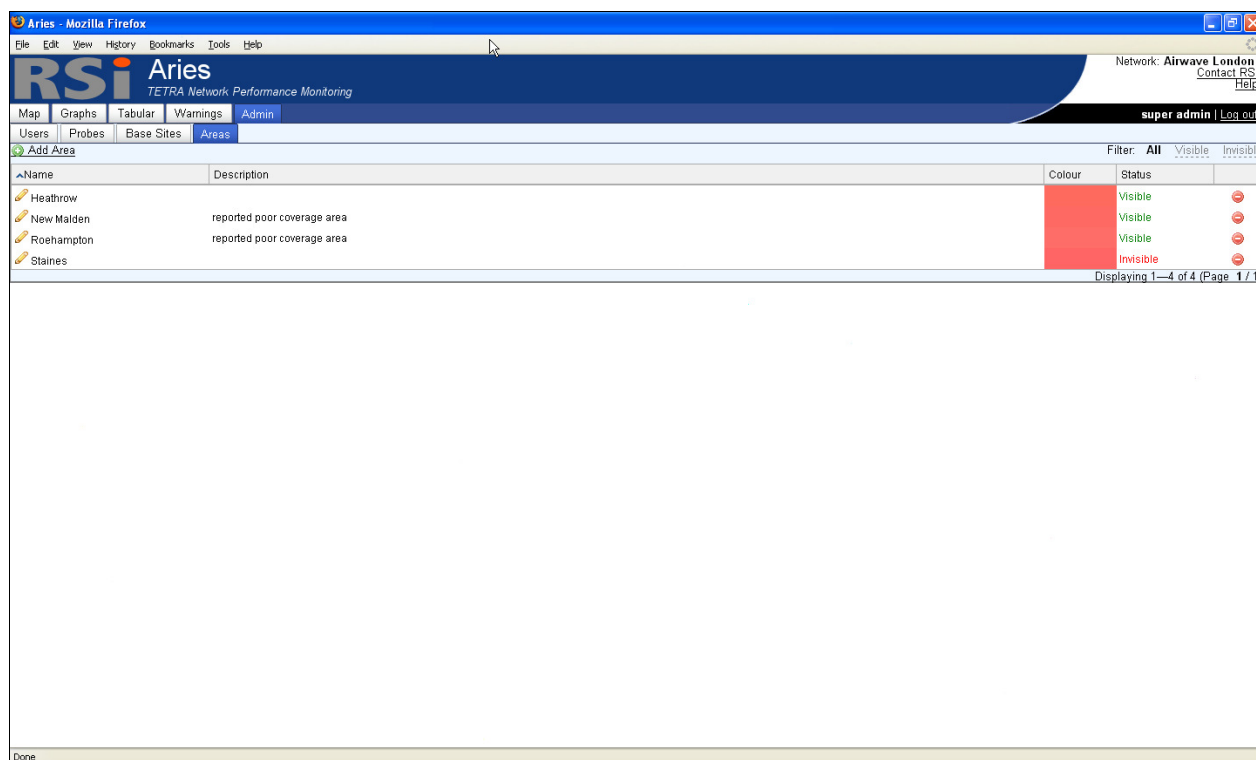 Aries - Mozilla Firefox
File Edit View History Bookmarks Tools Help
RSi Aries
TETRA Network Performance Monitoring
Network: Airwave London
Contact RS
Help
Map Graphs Tabular Warnings Admin
super admin | Log out
Users Probes Base Sites Areas
Add Area
Filter: All Visible Invisibl
Name Description Colour Status
Heathrow Visible
New Malden reported poor coverage area Visible
Roehampton reported poor coverage area Visible
Staines Invisible
Displaying 1—4 of 4 (Page 1 / 1
Done